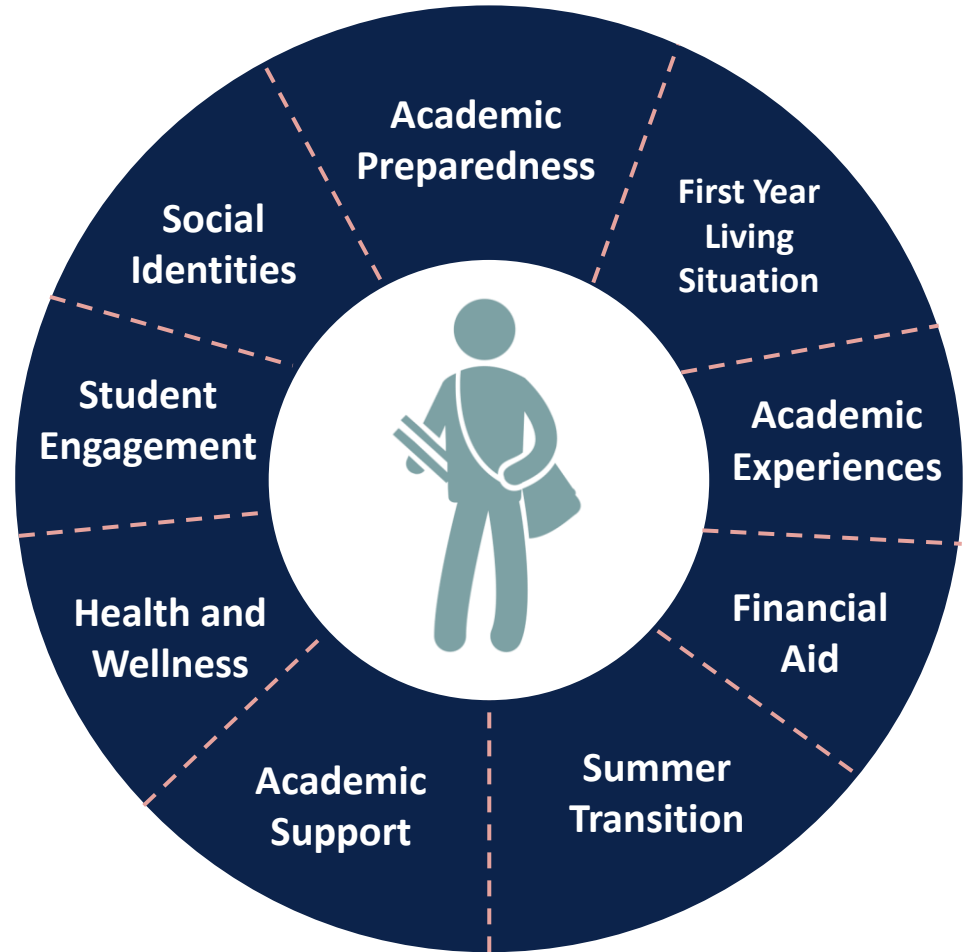 Academic
Preparedness
First Year
Living
Situation
Academic
Experiences
Financial
Aid
Summer
Transition
Academic
Support
Health and
Wellness
Student
Engagement
Social
Identities